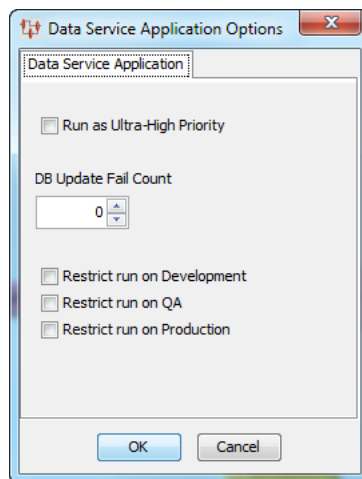 Data Service Application Options
Data Service Application
Run as Ultra-High Priority
DB Update Fail Count
0
Restrict run on Development
Restrict run on QA
Restrict run on Production
OK Cancel